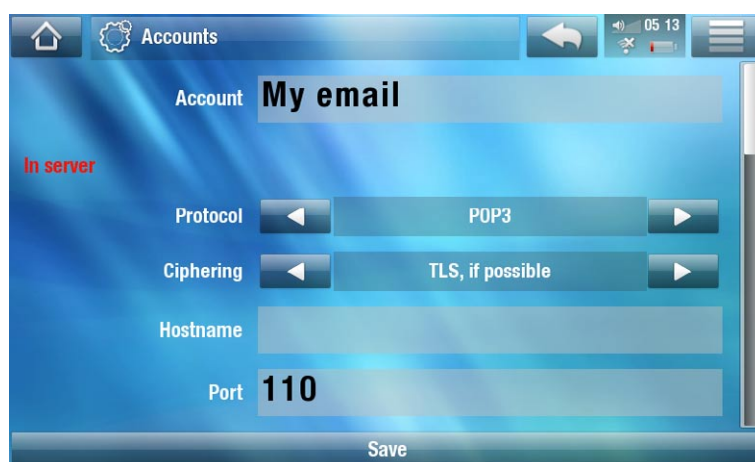 Accounts
05 13
Account My email
In server
Protocol POP3
Ciphering TLS, if possible
Hostname
Port 110
Save